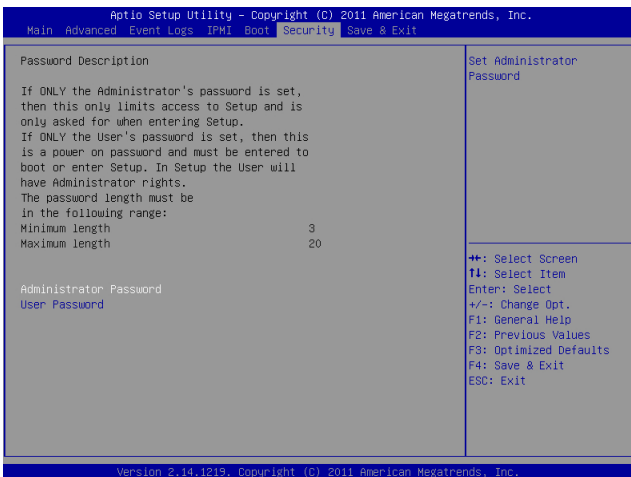 Aptio Setup Utility – Copyright (C) 2011 American Megatrends, Inc.
Main Advanced Event Logs IPMI Boot Security Save & Exit
Password Description
If ONLY the Administrator's password is set,
then this only limits access to Setup and is
only asked for when entering Setup.
If ONLY the User's password is set, then this
is a power on password and must be entered to
boot or enter Setup. In Setup the User will
have Administrator rights.
The password length must be
in the following range:
Minimum length 3
Maximum length 20
Administrator Password
User Password
Set Administrator
Password
→←: Select Screen
↑↓: Select Item
Enter: Select
+/-: Change Opt.
F1: General Help
F2: Previous Values
F3: Optimized Defaults
F4: Save & Exit
ESC: Exit
Version 2.14.1219. Copyright (C) 2011 American Megatrends, Inc.